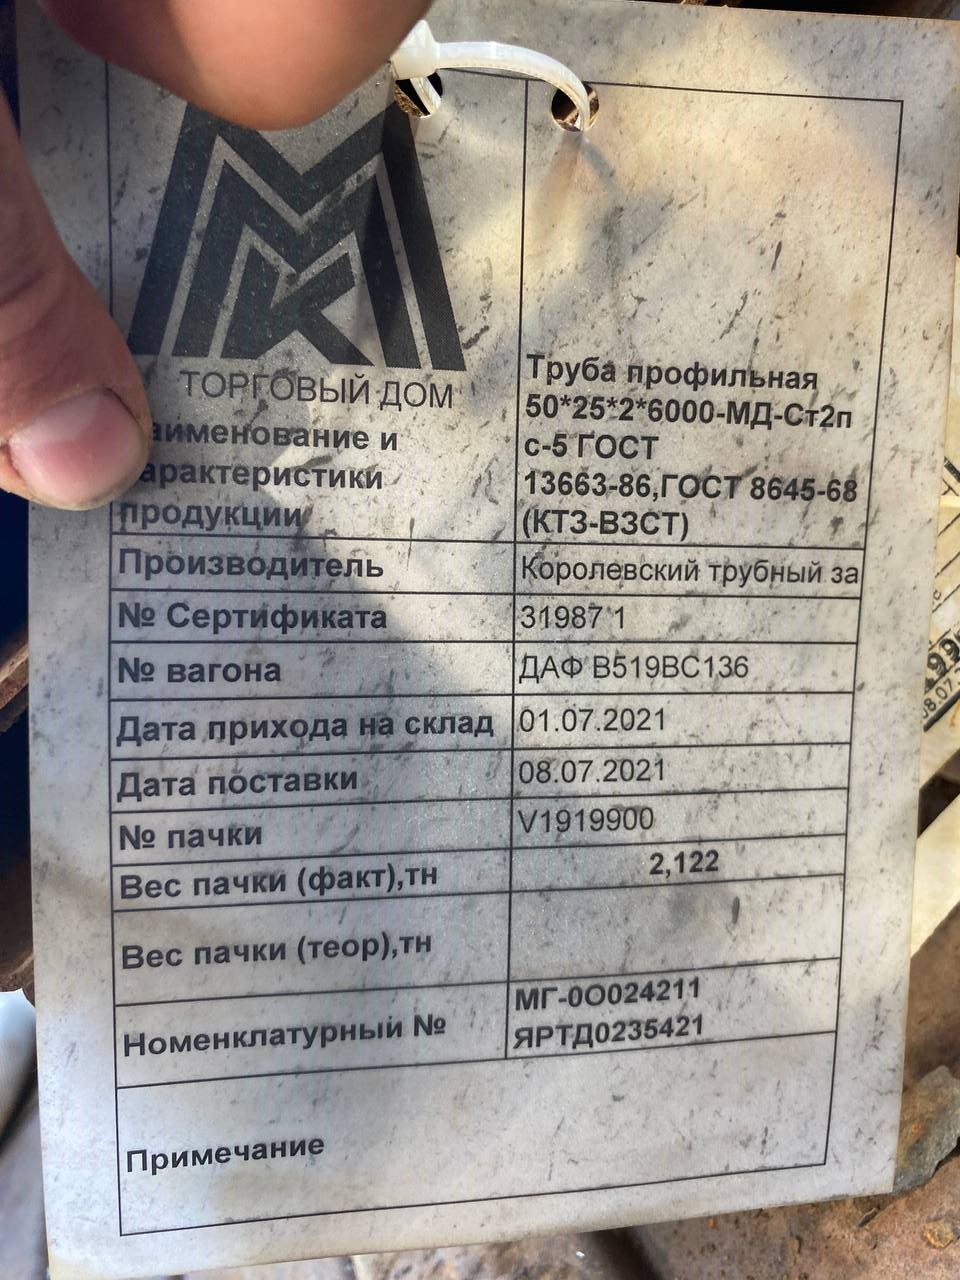 ММК
ТОРГОВЫЙ ДОМ
аименование и
арактеристики
продукции
Труба профильная
50*25*2*6000-МД-Ст2п
с-5 ГОСТ
13663-86,ГОСТ 8645-68
(КТЗ-ВЗСТ)
Производитель Королевский трубный за
№ Сертификата 31987 1
№ вагона ДАФ В519ВС136
Дата прихода на склад 01.07.2021
Дата поставки 08.07.2021
№ пачки V1919900
Вес пачки (факт),тн 2,122
Вес пачки (теор),тн
Номенклатурный №
МГ-0О024211
ЯРТД0235421
Примечание